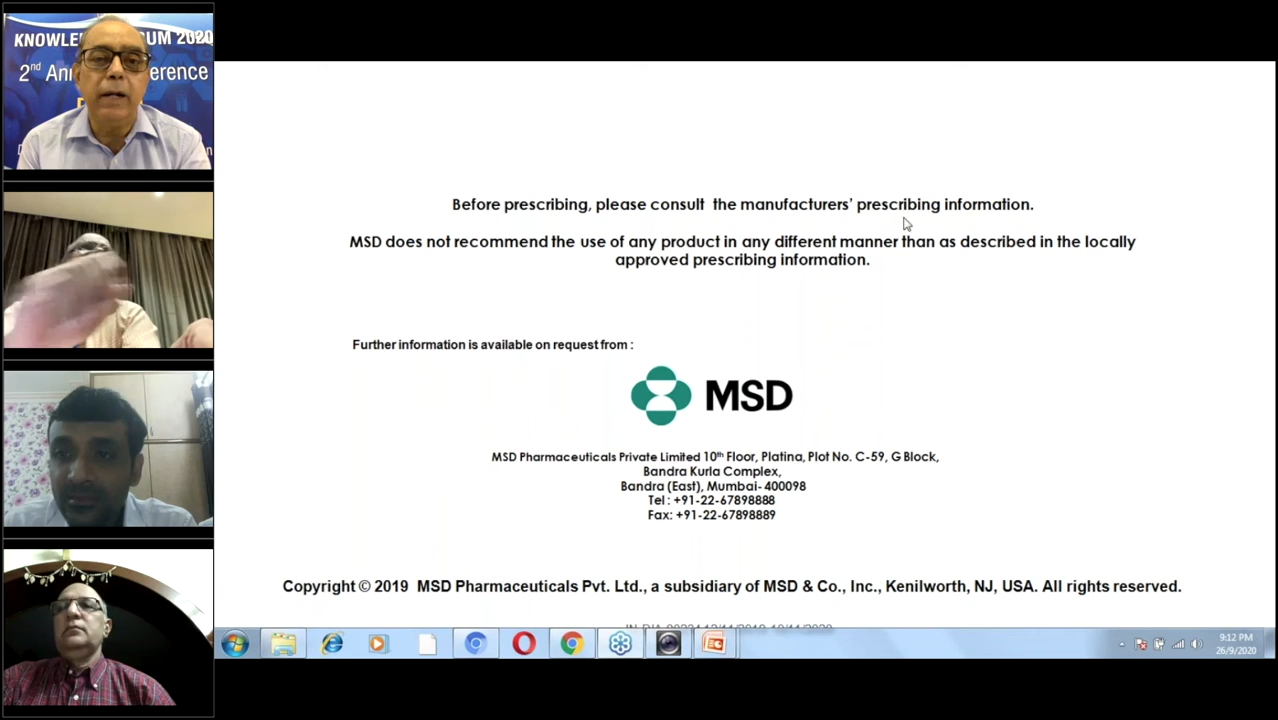 KNOWLE UM 2020
2nd An erence
Before prescribing, please consult the manufacturers' prescribing information.
MSD does not recommend the use of any product in any different manner than as described in the locally
approved prescribing information.
Further information is available on request from :
MSD
MSD Pharmaceuticals Private Limited 10th Floor, Platina, Plot No. C-59, G Block,
Bandra Kurla Complex,
Bandra (East), Mumbai- 400098
Tel : +91-22-67898888
Fax: +91-22-67898889
Copyright © 2019 MSD Pharmaceuticals Pvt. Ltd., a subsidiary of MSD & Co., Inc., Kenilworth, NJ, USA. All rights reserved.
9:12 PM
26/9/2020